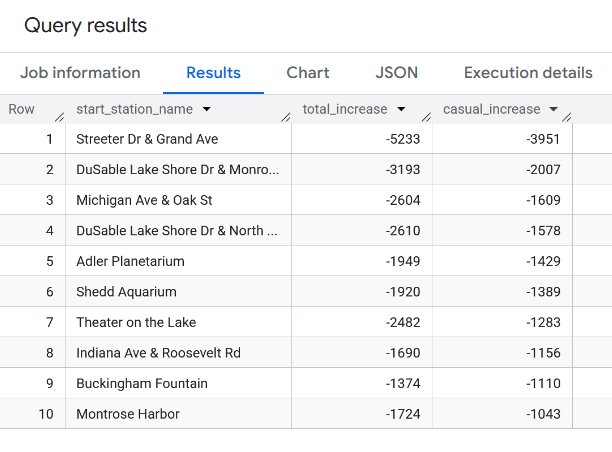 Query results
Job information Results Chart JSON Execution details
Row start_station_name total_increase casual_increase
1 Streeter Dr & Grand Ave -5233 -3951
2 DuSable Lake Shore Dr & Monro... -3193 -2007
3 Michigan Ave & Oak St -2604 -1609
4 DuSable Lake Shore Dr & North ... -2610 -1578
5 Adler Planetarium -1949 -1429
6 Shedd Aquarium -1920 -1389
7 Theater on the Lake -2482 -1283
8 Indiana Ave & Roosevelt Rd -1690 -1156
9 Buckingham Fountain -1374 -1110
10 Montrose Harbor -1724 -1043